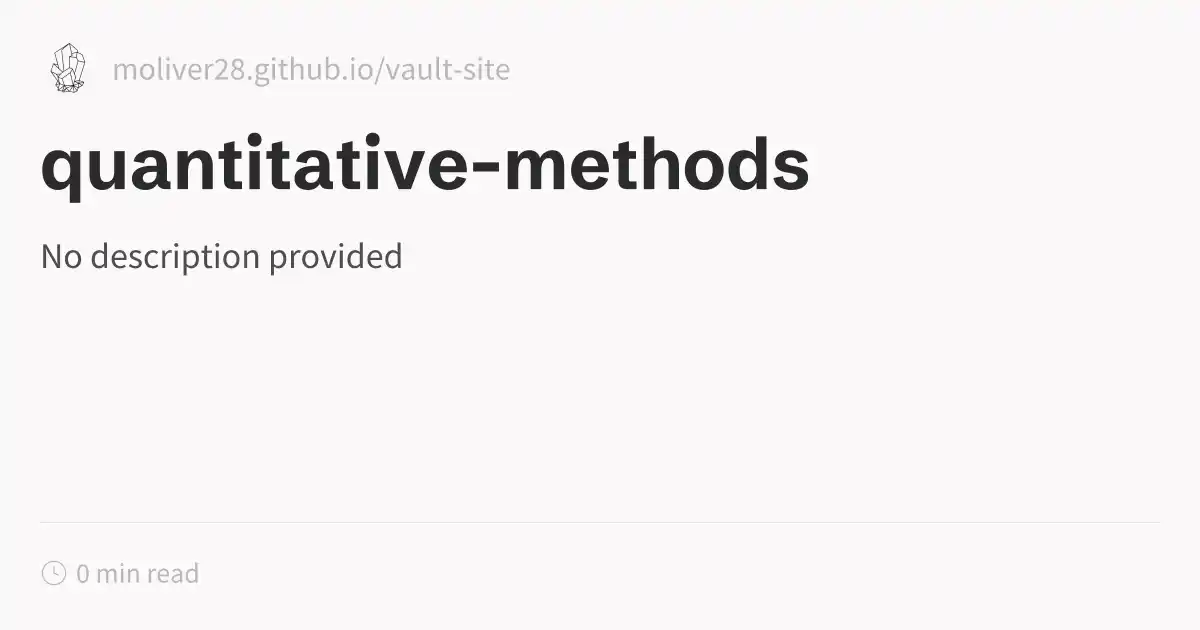 moliver28.github.io/vault-site
quantitative-methods
No description provided
0 min read